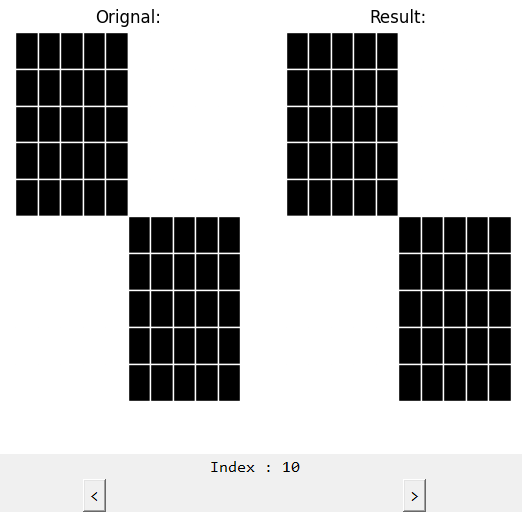 Orignal: Result:
Index : 10
< >